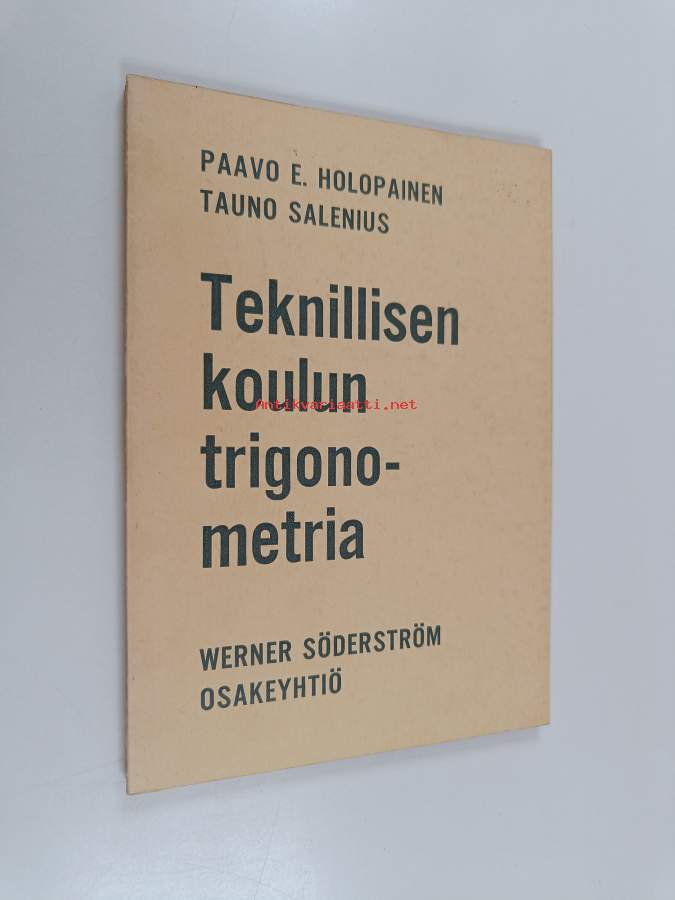 PAAVO E. HOLOPAINEN
TAUNO SALENIUS
Teknillisen
koulun
Antikvariaatti.net
trigono-
metria
WERNER SÖDERSTRÖM
OSAKEYHTIÖ